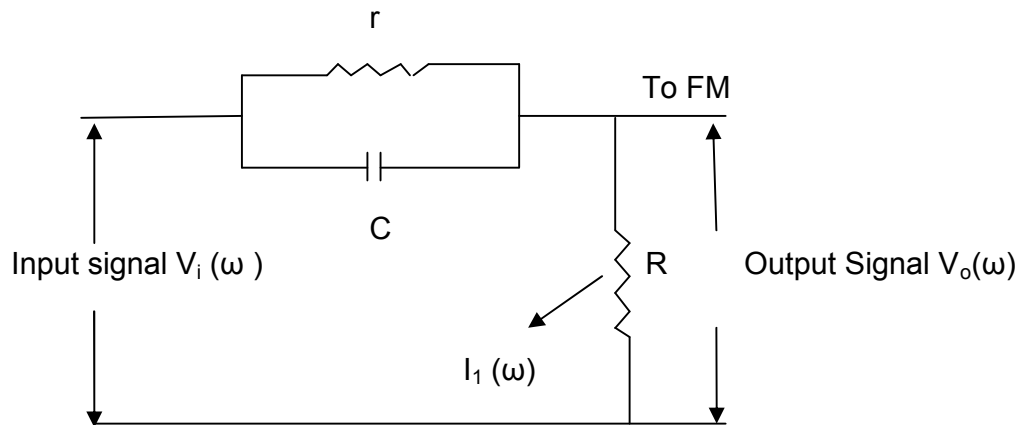 r
To FM
C
Input signal Vᵢ (ω )
R
Output Signal Vₒ(ω)
I₁ (ω)